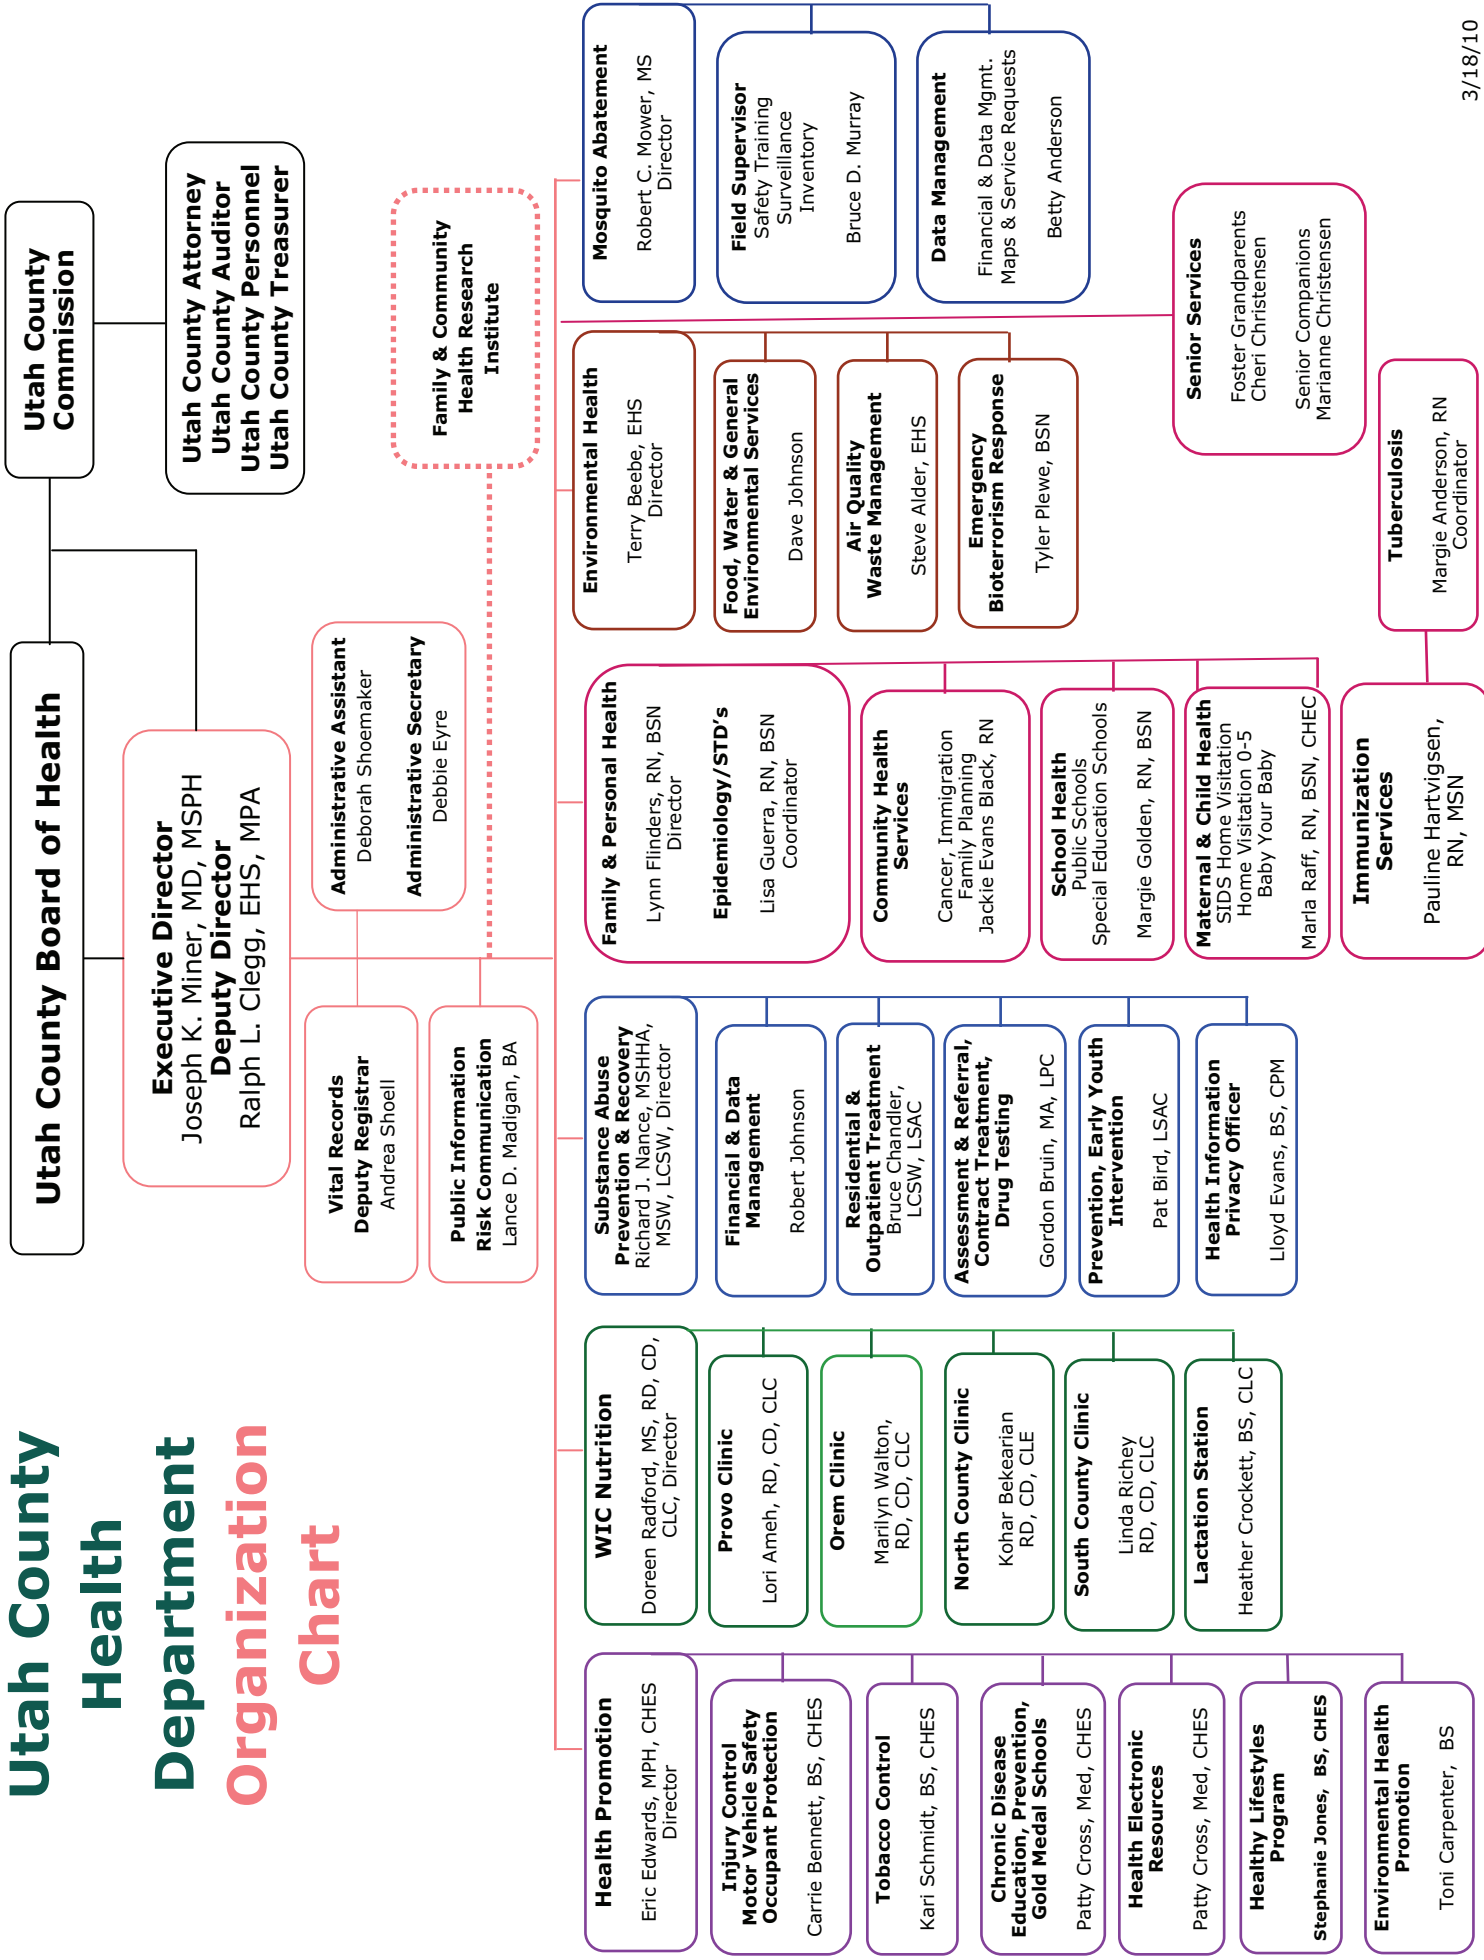 Utah County
Health
Department
Organization
Chart
Utah County Board of Health
Utah County
Commission
Utah County Attorney
Utah County Auditor
Utah County Personnel
Utah County Treasurer
Executive Director
Joseph K. Miner, MD, MSPH
Deputy Director
Ralph L. Clegg, EHS, MPA
Vital Records
Deputy Registrar
Andrea Shoell
Public Information
Risk Communication
Lance D. Madigan, BA
Administrative Assistant
Deborah Shoemaker
Administrative Secretary
Debbie Eyre
Family & Community
Health Research
Institute
Health Promotion
Eric Edwards, MPH, CHES
Director
Injury Control
Motor Vehicle Safety
Occupant Protection
Carrie Bennett, BS, CHES
Tobacco Control
Kari Schmidt, BS, CHES
Chronic Disease
Education, Prevention,
Gold Medal Schools
Patty Cross, Med, CHES
Health Electronic
Resources
Patty Cross, Med, CHES
Healthy Lifestyles
Program
Stephanie Jones, BS, CHES
Environmental Health
Promotion
Toni Carpenter, BS
WIC Nutrition
Doreen Radford, MS, RD, CD,
CLC, Director
Provo Clinic
Lori Ameh, RD, CD, CLC
Orem Clinic
Marilyn Walton,
RD, CD, CLC
North County Clinic
Kohar Bekearian
RD, CD, CLE
South County Clinic
Linda Richey
RD, CD, CLC
Lactation Station
Heather Crockett, BS, CLC
Substance Abuse
Prevention & Recovery
Richard J. Nance, MSHHA,
MSW, LCSW, Director
Financial & Data
Management
Robert Johnson
Residential &
Outpatient Treatment
Bruce Chandler,
LCSW, LSAC
Assessment & Referral,
Contract Treatment,
Drug Testing
Gordon Bruin, MA, LPC
Prevention, Early Youth
Intervention
Pat Bird, LSAC
Health Information
Privacy Officer
Lloyd Evans, BS, CPM
Family & Personal Health
Lynn Flinders, RN, BSN
Director
Epidemiology/STD's
Lisa Guerra, RN, BSN
Coordinator
Community Health
Services
Cancer, Immigration
Family Planning
Jackie Evans Black, RN
School Health
Public Schools
Special Education Schools
Margie Golden, RN, BSN
Maternal & Child Health
SIDS Home Visitation
Home Visitation 0-5
Baby Your Baby
Marla Raff, RN, BSN, CHEC
Immunization
Services
Pauline Hartvigsen,
RN, MSN
Tuberculosis
Margie Anderson, RN
Coordinator
Environmental Health
Terry Beebe, EHS
Director
Food, Water & General
Environmental Services
Dave Johnson
Air Quality
Waste Management
Steve Alder, EHS
Emergency
Bioterrorism Response
Tyler Plewe, BSN
Senior Services
Foster Grandparents
Cheri Christensen
Senior Companions
Marianne Christensen
Mosquito Abatement
Robert C. Mower, MS
Director
Field Supervisor
Safety Training
Surveillance
Inventory
Bruce D. Murray
Data Management
Financial & Data Mgmt.
Maps & Service Requests
Betty Anderson
3/18/10